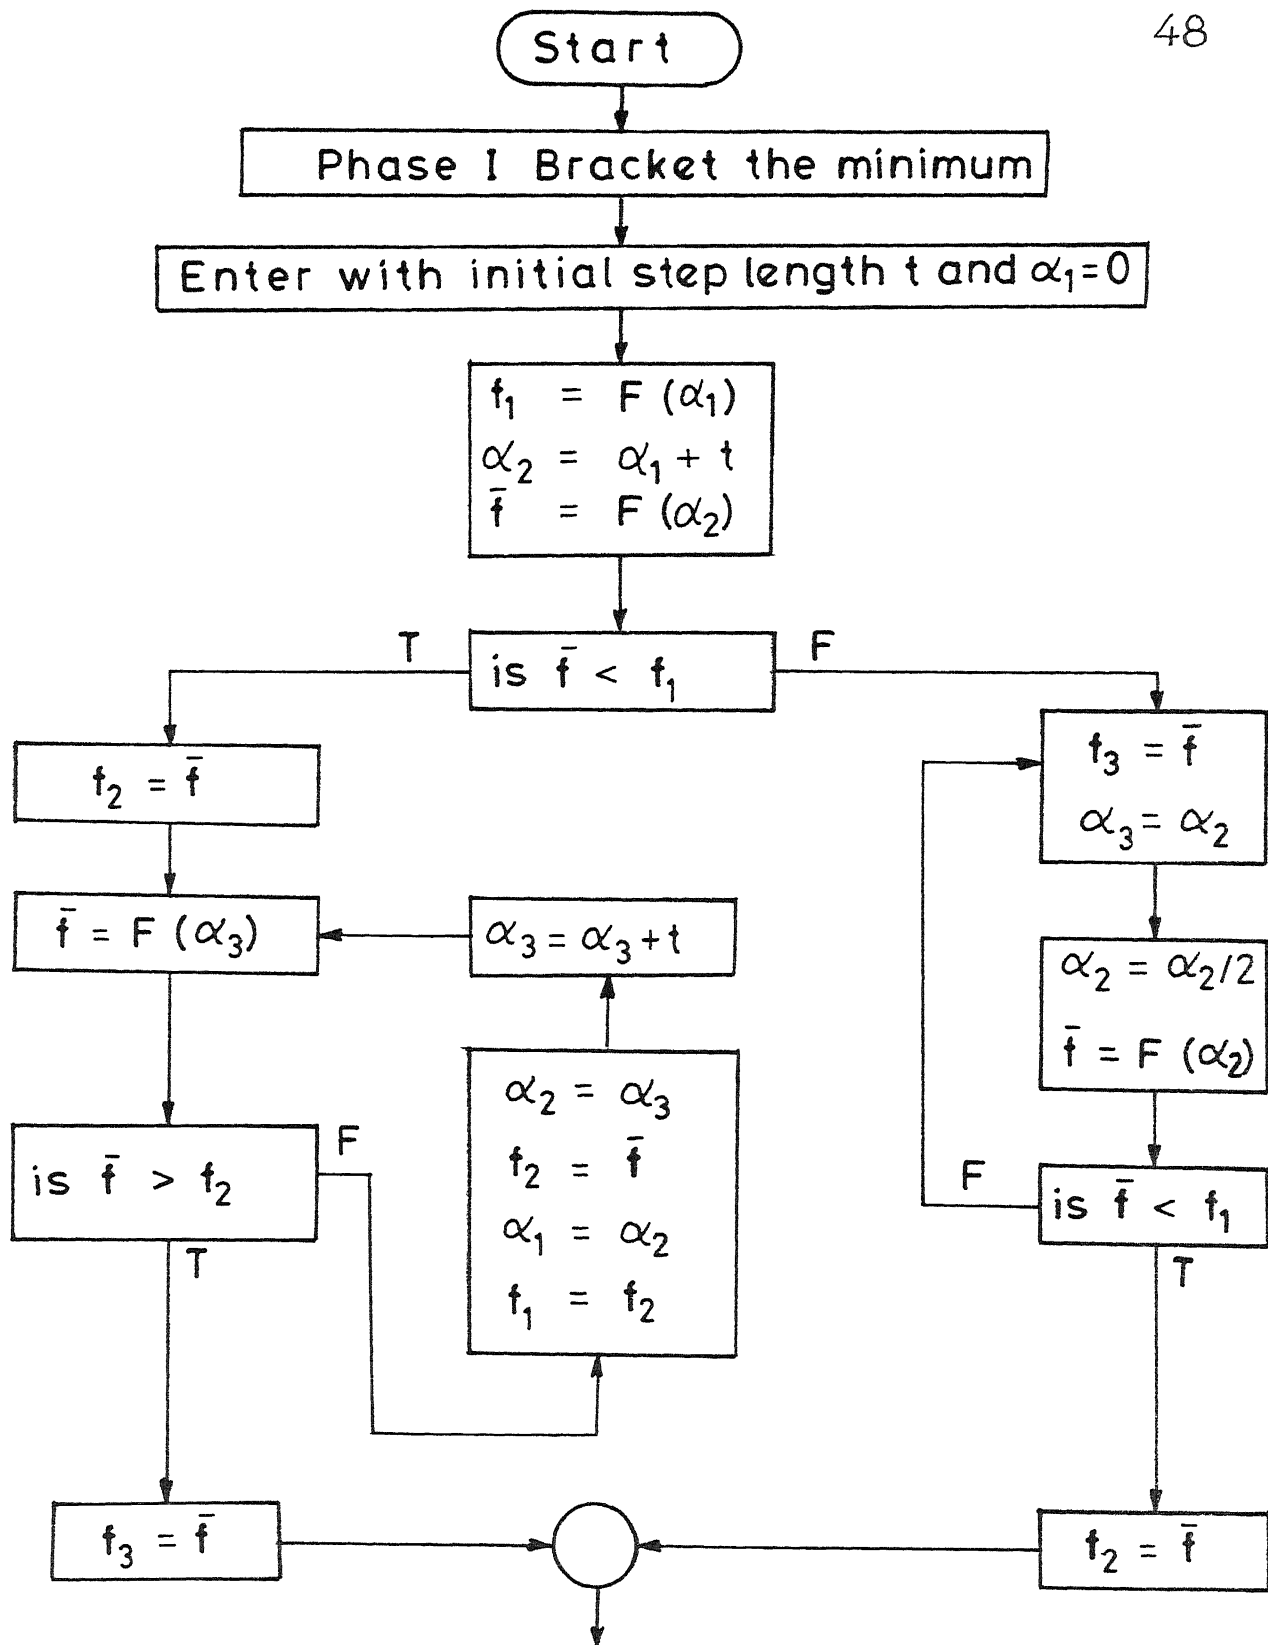 48
Start
Phase I Bracket the minimum
Enter with initial step length t and α₁=0
f₁ = F (α₁)
α₂ = α₁ + t
f̄ = F (α₂)
T
is f̄ < f₁
F
f₂ = f̄
f̄ = F (α₃)
α₃ = α₃ + t
is f̄ > f₂
F
T
α₂ = α₃
f₂ = f̄
α₁ = α₂
f₁ = f₂
f₃ = f̄
f₃ = f̄
α₃ = α₂
α₂ = α₂/2
f̄ = F (α₂)
F
is f̄ < f₁
T
f₂ = f̄